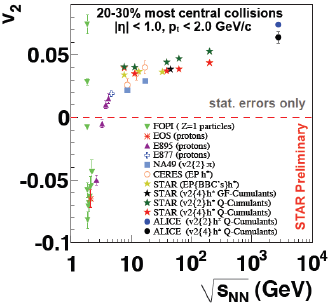 20-30% most central collisions
|η| < 1.0, pt < 2.0 GeV/c
v2
0.05
0
-0.05
-0.1
stat. errors only
FOPI ( Z=1 particles)
EOS (protons)
E895 (protons)
E877 (protons)
NA49 (v2{2} π)
CERES (EP h±)
STAR (EP{BBC's}h±)
STAR (v2{4} h± GF-Cumulants)
STAR (v2{2} h± Q-Cumulants)
STAR (v2{4} h± Q-Cumulants)
ALICE (v2{2} h± Q-Cumulants)
ALICE (v2{4} h± Q-Cumulants)
STAR Preliminary
1 10 10² 10³ 10⁴
√sNN (GeV)